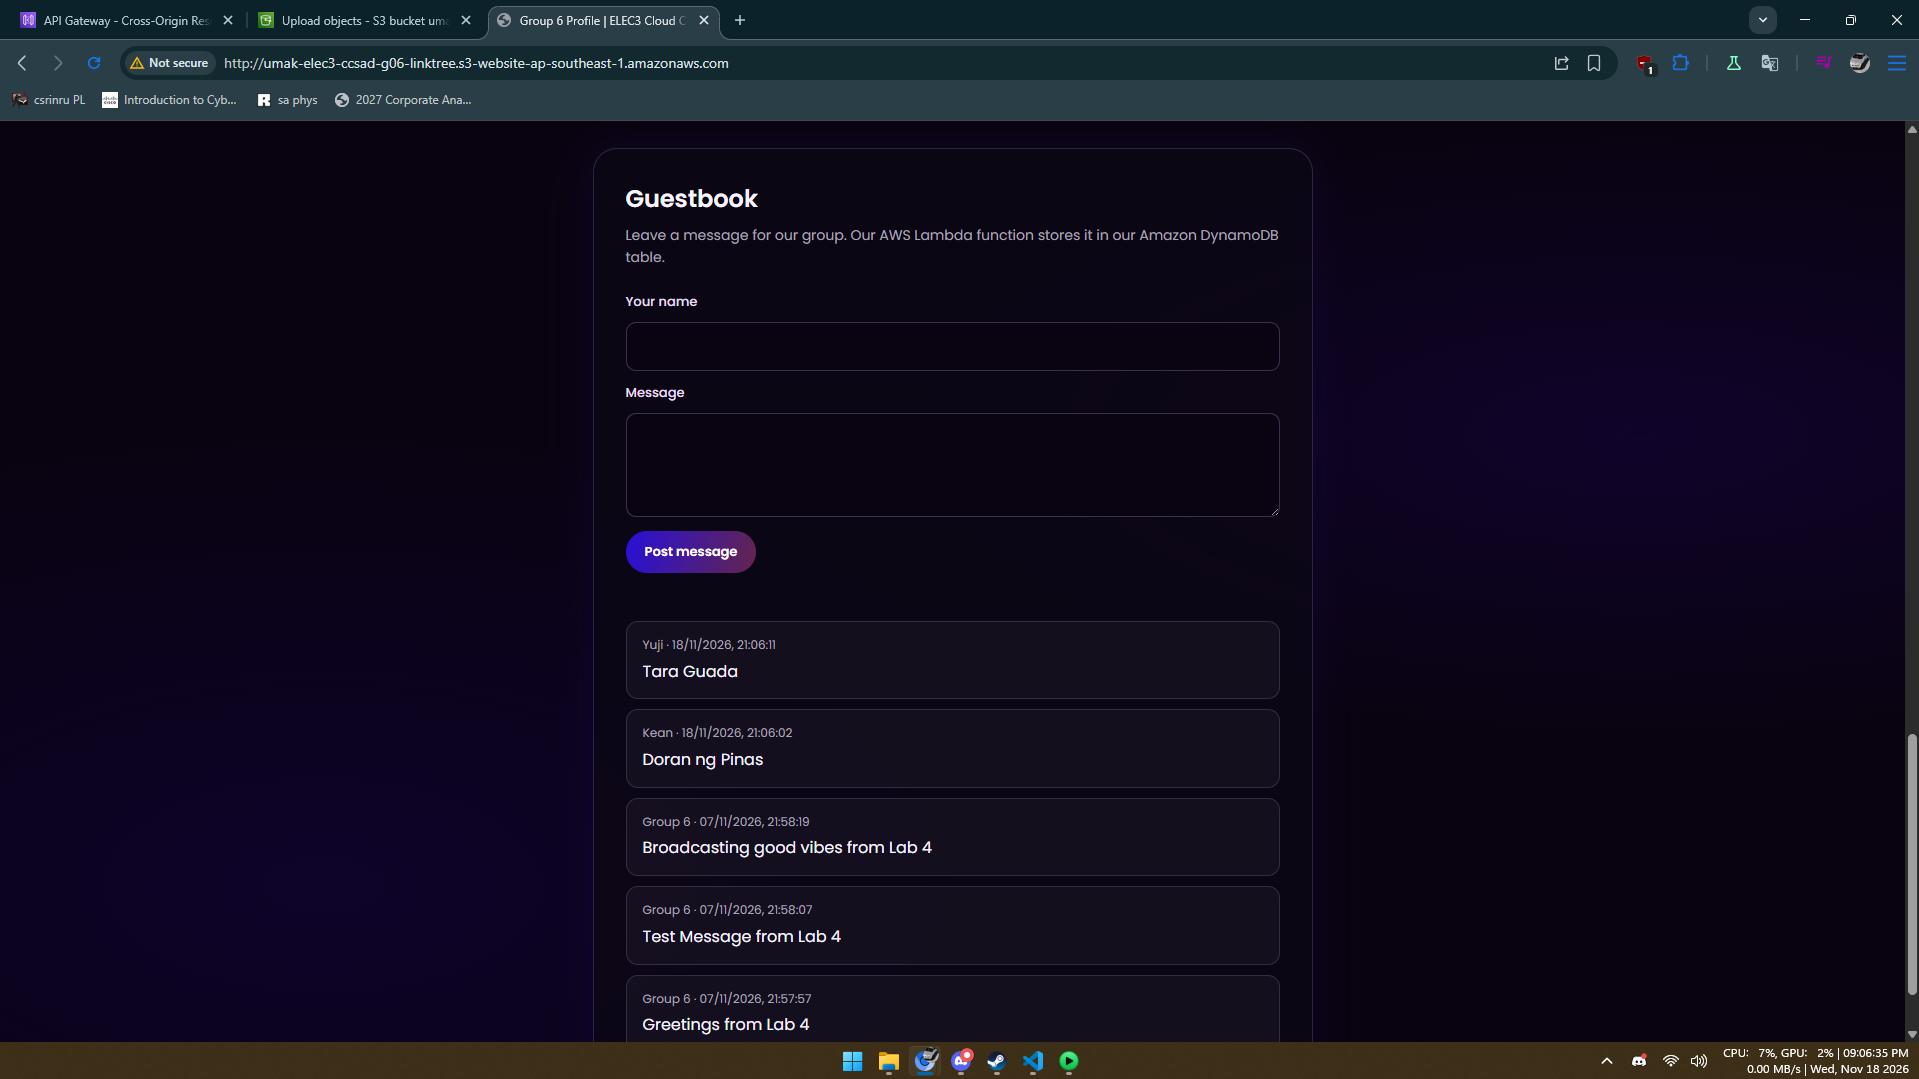 API Gateway - Cross-Origin Res
Upload objects - S3 bucket uma
Group 6 Profile | ELEC3 Cloud C
Not secure
http://umak-elec3-ccsad-g06-linktree.s3-website-ap-southeast-1.amazonaws.com
1
csrinru PL
Introduction to Cyb...
sa phys
2027 Corporate Ana...
Guestbook
Leave a message for our group. Our AWS Lambda function stores it in our Amazon DynamoDB
table.
Your name
Message
Post message
Yuji · 18/11/2026, 21:06:11
Tara Guada
Kean · 18/11/2026, 21:06:02
Doran ng Pinas
Group 6 · 07/11/2026, 21:58:19
Broadcasting good vibes from Lab 4
Group 6 · 07/11/2026, 21:58:07
Test Message from Lab 4
Group 6 · 07/11/2026, 21:57:57
Greetings from Lab 4
CPU: 7%, GPU: 2% | 09:06:35 PM
0.00 MB/s | Wed, Nov 18 2026